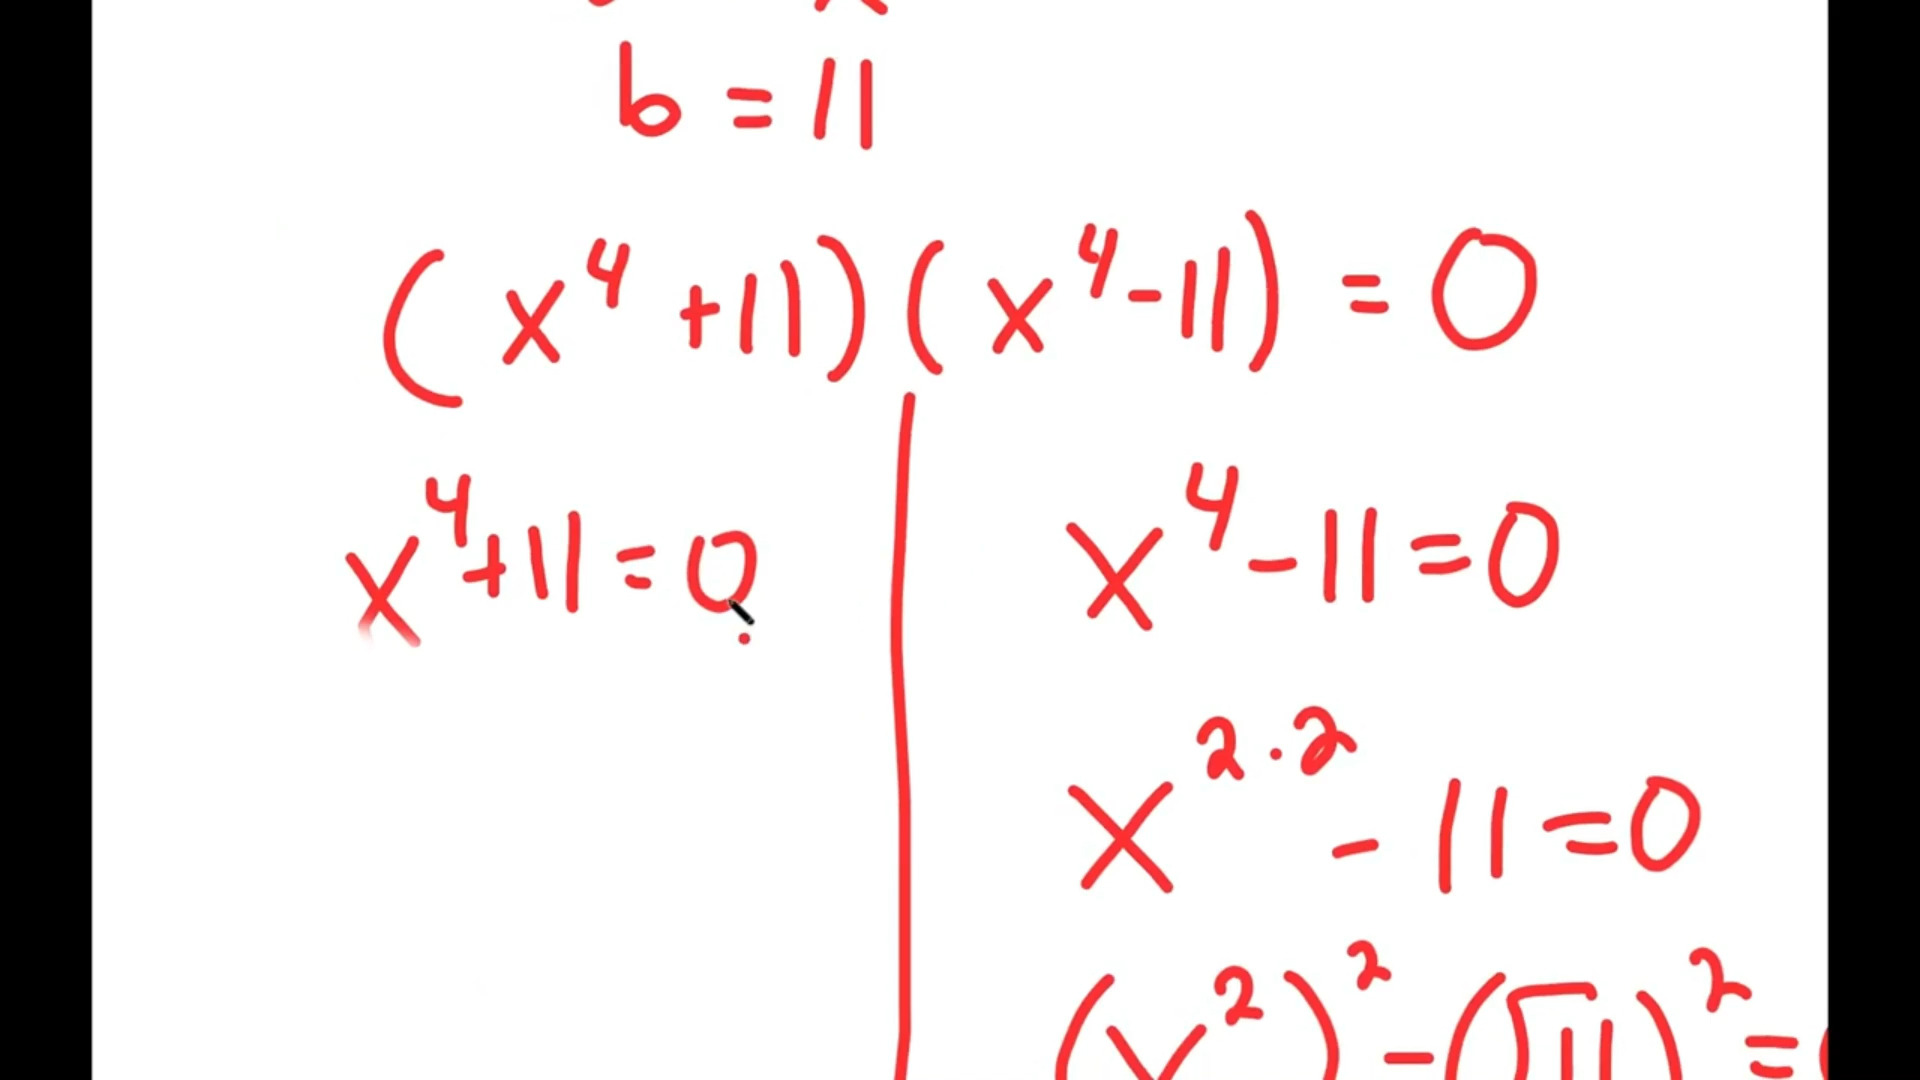 b = 11
(x⁴ + 11)(x⁴ - 11) = 0
x⁴ + 11 = 0
x⁴ - 11 = 0
x²·² - 11 = 0
(x²)² - (√11)² =